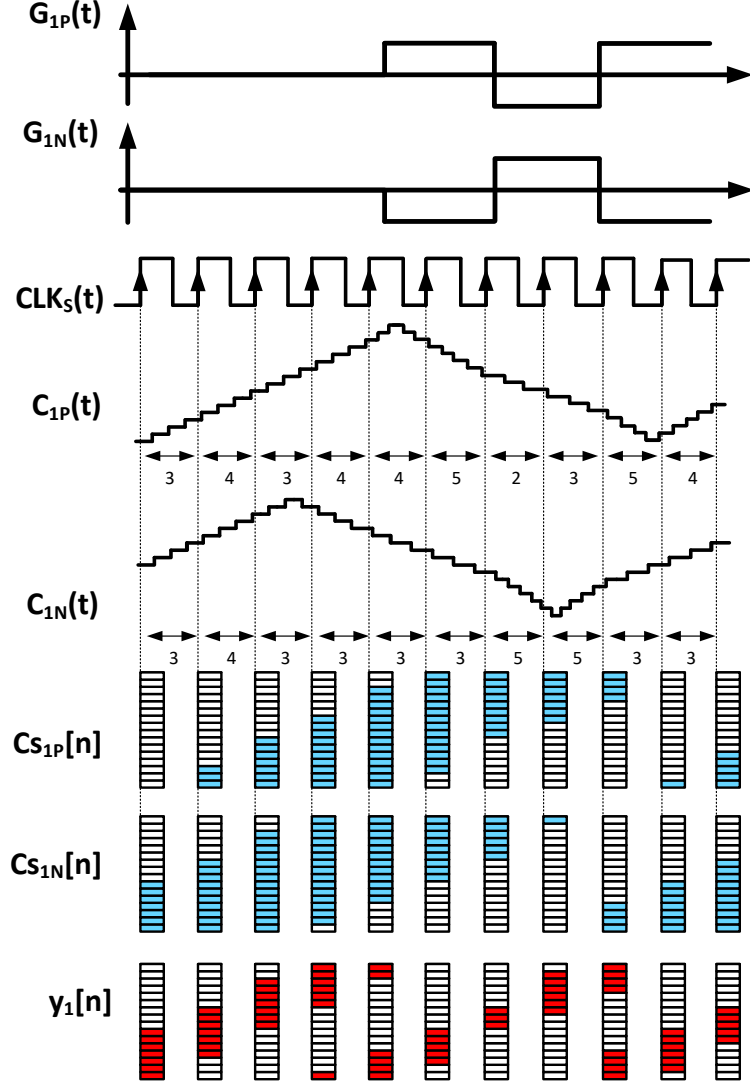 G1P(t)
G1N(t)
CLKS(t)
C1P(t)
3 4 3 4 4 5 2 3 5 4
C1N(t)
3 4 3 3 3 3 5 5 3 3
Cs1P[n]
Cs1N[n]
y1[n]